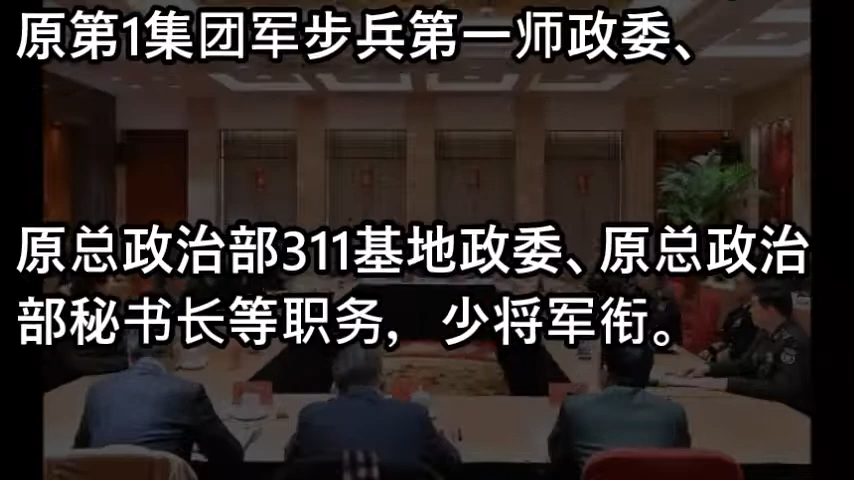 原第1集团军步兵第一师政委、
原总政治部311基地政委、原总政治
部秘书长等职务，少将军衔。